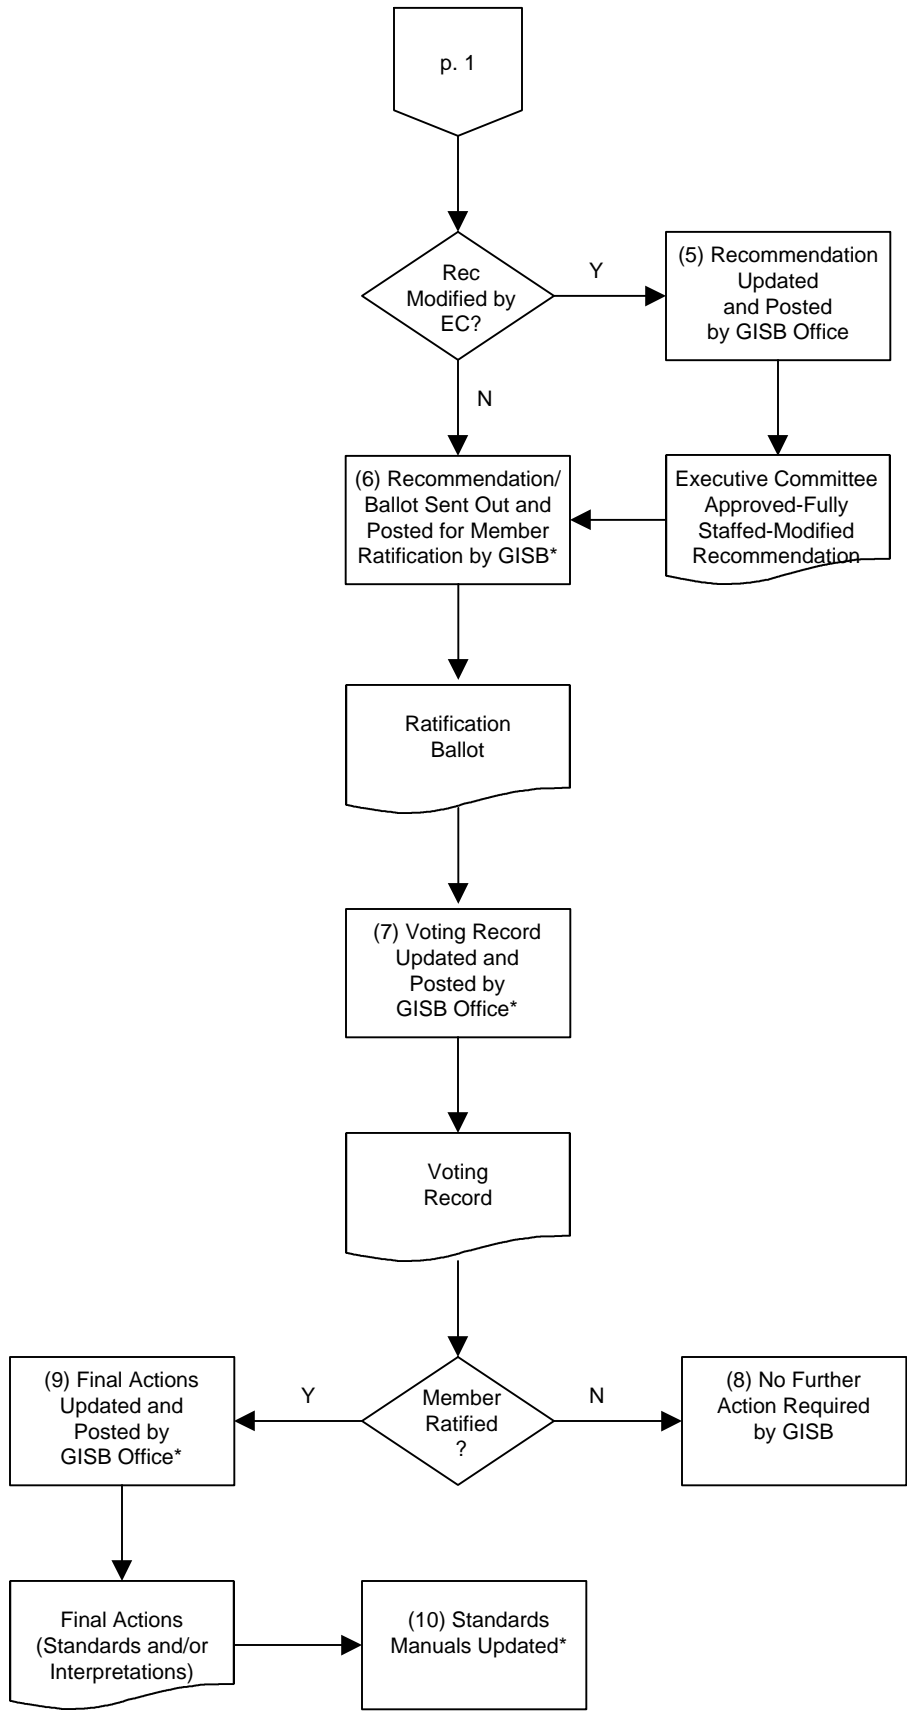 p. 1
Rec
Modified by
EC?
Y
(5) Recommendation
Updated
and Posted
by GISB Office
N
(6) Recommendation/
Ballot Sent Out and
Posted for Member
Ratification by GISB*
Executive Committee
Approved-Fully
Staffed-Modified
Recommendation
Ratification
Ballot
(7) Voting Record
Updated and
Posted by
GISB Office*
Voting
Record
(9) Final Actions
Updated and
Posted by
GISB Office*
Y
Member
Ratified
?
N
(8) No Further
Action Required
by GISB
Final Actions
(Standards and/or
Interpretations)
(10) Standards
Manuals Updated*